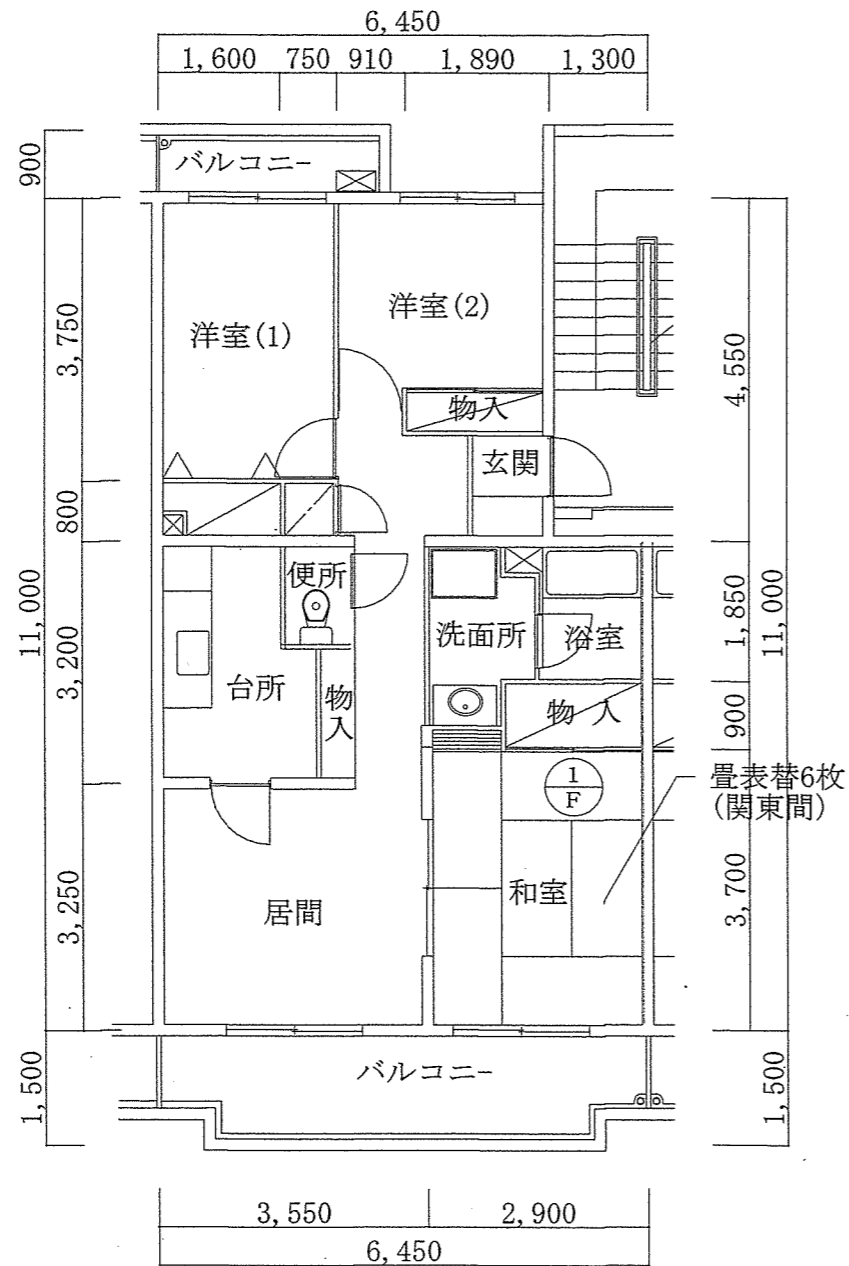 6,450
1,600 750 910 1,890 1,300
900
バルコニー
洋室(1)
洋室(2)
3,750
4,550
物入
玄関
800
便所
11,000
3,200
洗面所
浴室
1,850
11,000
台所
物入
物入
900
1
F
畳表替6枚
(関東間)
和室
3,700
居間
3,250
バルコニー
1,500
1,500
3,550 2,900
6,450